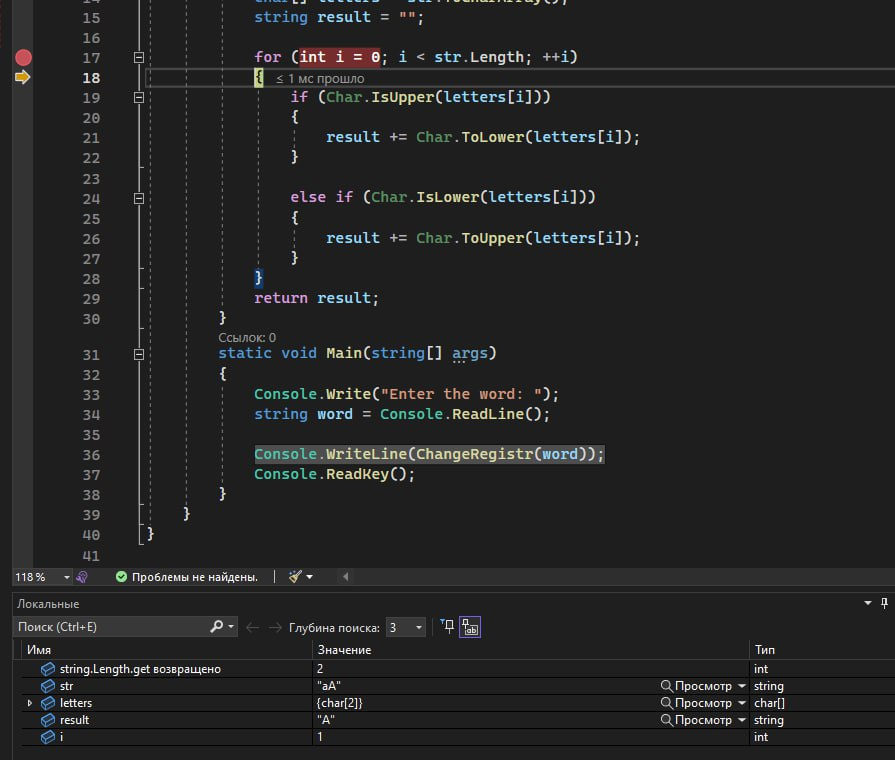 14 char[] letters = str.ToCharArray();
15 string result = "";
16
17 for (int i = 0; i < str.Length; ++i)
18 { ≤ 1 мс прошло
19 if (Char.IsUpper(letters[i]))
20 {
21 result += Char.ToLower(letters[i]);
22 }
23
24 else if (Char.IsLower(letters[i]))
25 {
26 result += Char.ToUpper(letters[i]);
27 }
28 }
29 return result;
30 }
Ссылок: 0
31 static void Main(string[] args)
32 {
33 Console.Write("Enter the word: ");
34 string word = Console.ReadLine();
35
36 Console.WriteLine(ChangeRegistr(word));
37 Console.ReadKey();
38 }
39 }
40 }
41
118 % Проблемы не найдены.
Локальные
Поиск (Ctrl+E) Глубина поиска: 3
Имя Значение Тип
string.Length.get возвращено 2 int
str "aA" Просмотр string
letters {char[2]} Просмотр char[]
result "A" Просмотр string
i 1 int